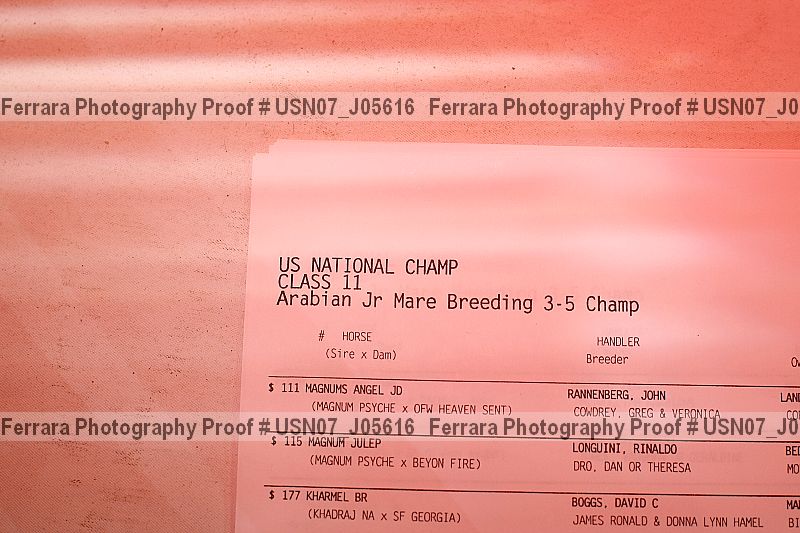 Ferrara Photography Proof # USN07_J05616 Ferrara Photography Proof # USN07_J0
US NATIONAL CHAMP
CLASS 11
Arabian Jr Mare Breeding 3-5 Champ
# HORSE HANDLER
(Sire x Dam) Breeder
$ 111 MAGNUMS ANGEL JD RANNENBERG, JOHN
(MAGNUM PSYCHE x OFW HEAVEN SENT) COWDREY, GREG & VERONICA
Ferrara Photography Proof # USN07_J05616 Ferrara Photography Proof # USN07_J0
$ 115 MAGNUM JULEP LONGUINI, RINALDO
(MAGNUM PSYCHE x BEYON FIRE) DRO, DAN OR THERESA
$ 177 KHARMEL BR BOGGS, DAVID C
(KHADRAJ NA x SF GEORGIA) JAMES RONALD & DONNA LYNN HAMEL